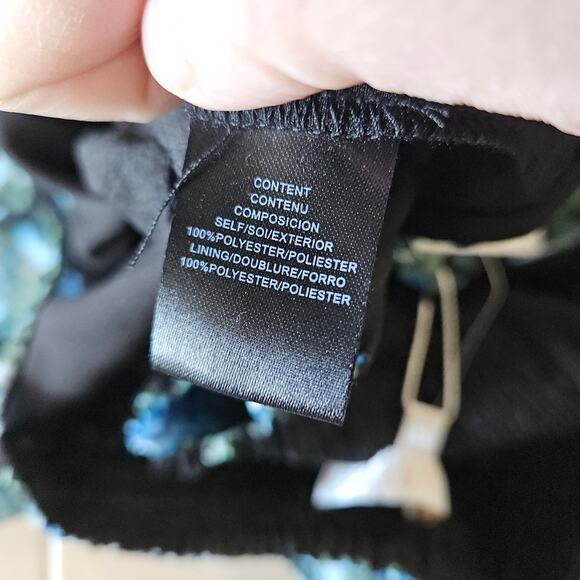 CONTENT
CONTENU
COMPOSICION
SELF/SOI/EXTERIOR
100%POLYESTER/POLIESTER
LINING/DOUBLURE/FORRO
100%POLYESTER/POLIESTER